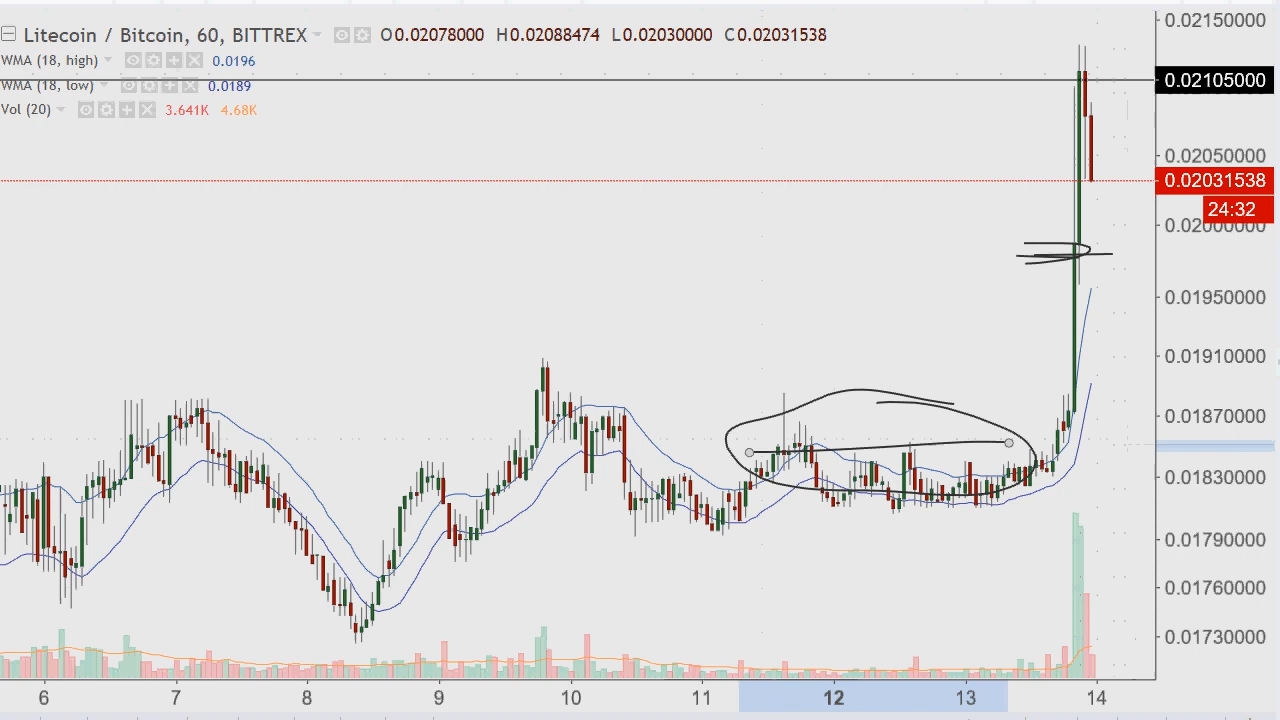 Litecoin / Bitcoin, 60, BITTREX O0.02078000 H0.02088474 L0.02030000 C0.02031538
WMA (18, high) 0.0196
WMA (18, low) 0.0189
Vol (20) 3.641K 4.68K
0.02150000
0.02105000
0.02050000
0.02031538
24:32
0.02000000
0.01950000
0.01910000
0.01870000
0.01830000
0.01790000
0.01760000
0.01730000
6 7 8 9 10 11 12 13 14